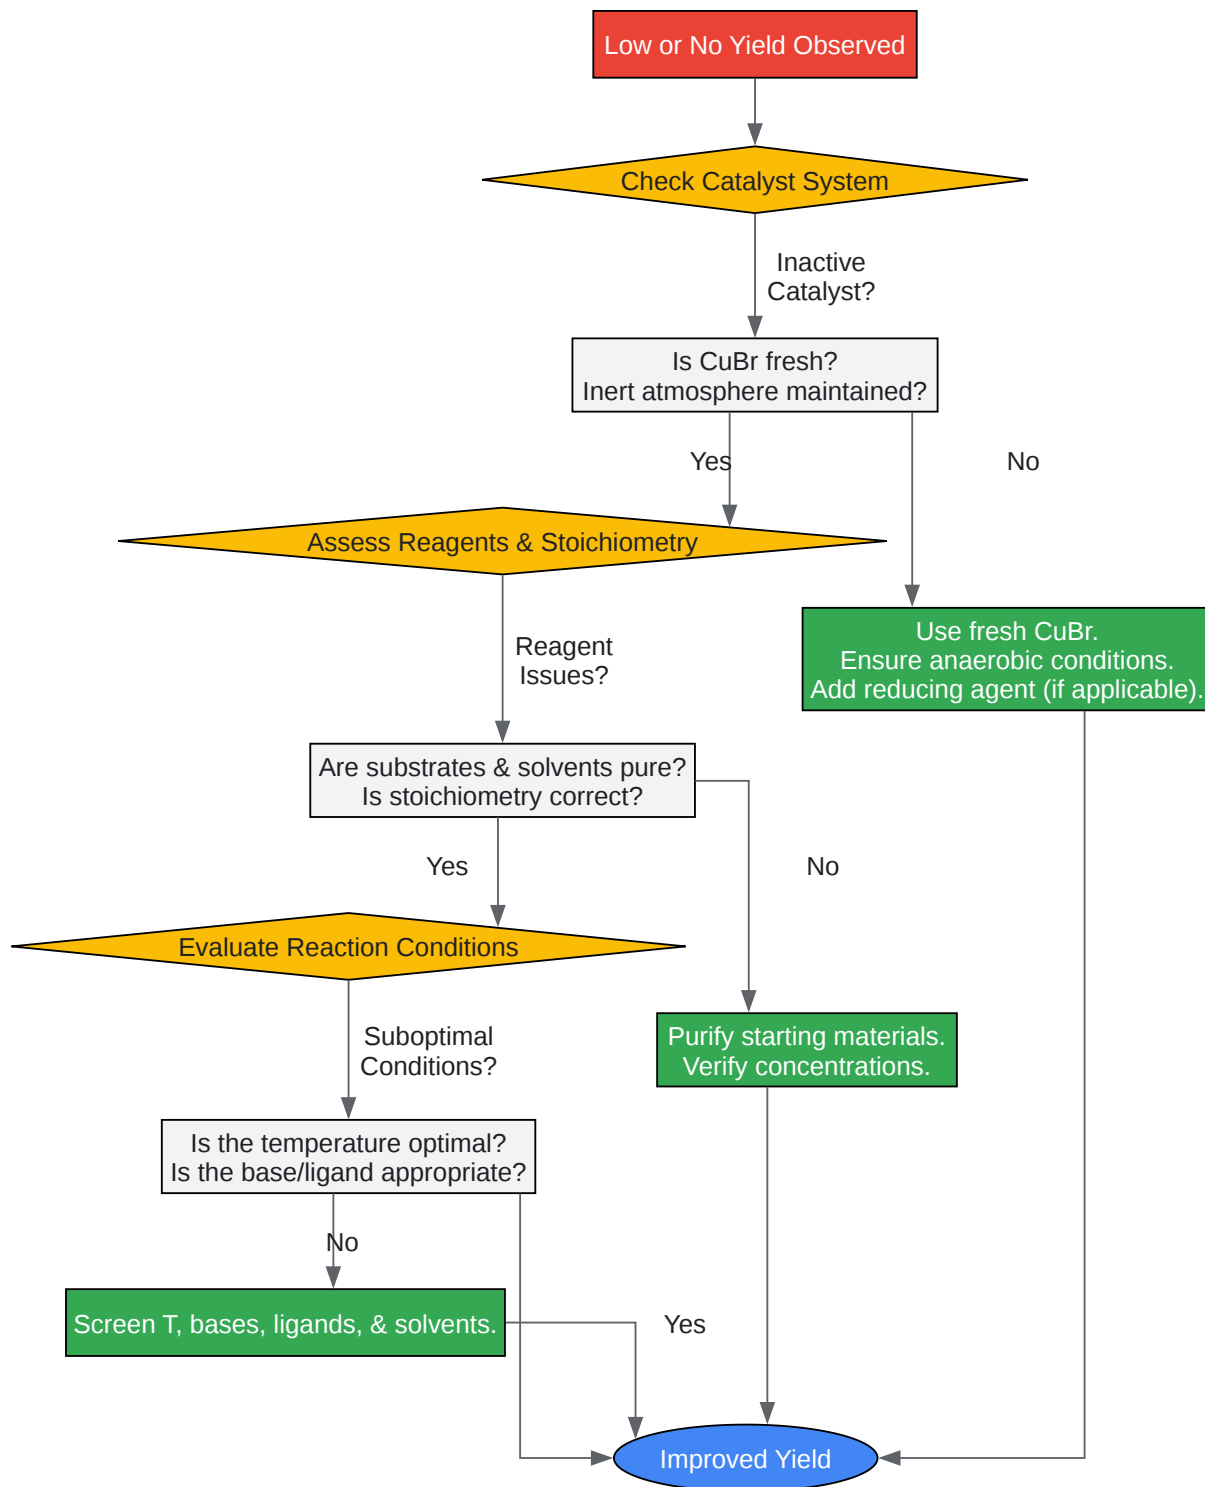 Low or No Yield Observed
Check Catalyst System
Inactive
Catalyst?
Is CuBr fresh?
Inert atmosphere maintained?
Yes
No
Assess Reagents & Stoichiometry
Use fresh CuBr.
Ensure anaerobic conditions.
Add reducing agent (if applicable).
Reagent
Issues?
Are substrates & solvents pure?
Is stoichiometry correct?
Yes
No
Evaluate Reaction Conditions
Purify starting materials.
Verify concentrations.
Suboptimal
Conditions?
Is the temperature optimal?
Is the base/ligand appropriate?
No
Screen T, bases, ligands, & solvents.
Yes
Improved Yield